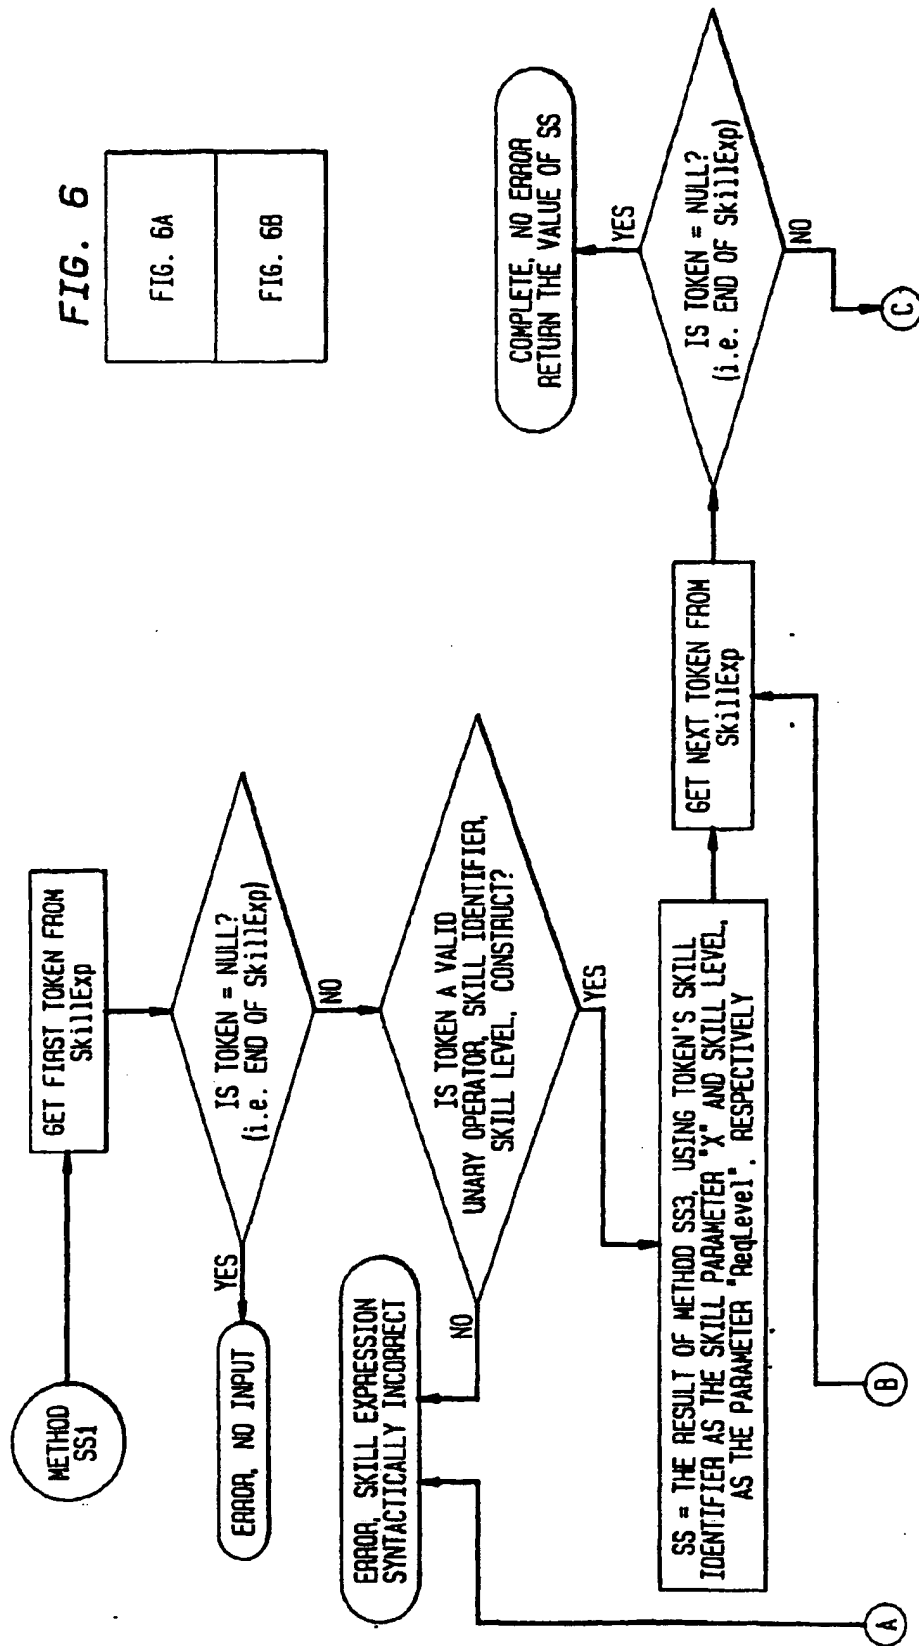 FIG. 6
FIG. 6A
FIG. 6B
METHOD
SS1
GET FIRST TOKEN FROM
SkillExp
IS TOKEN = NULL?
(i.e. END OF SkillExp)
YES
NO
ERROR, NO INPUT
IS TOKEN A VALID
UNARY OPERATOR, SKILL IDENTIFIER,
SKILL LEVEL, CONSTRUCT?
NO
YES
ERROR, SKILL EXPRESSION
SYNTACTICALLY INCORRECT
SS = THE RESULT OF METHOD SS3, USING TOKEN'S SKILL
IDENTIFIER AS THE SKILL PARAMETER "X" AND SKILL LEVEL,
AS THE PARAMETER "ReqLevel", RESPECTIVELY
GET NEXT TOKEN FROM
SkillExp
IS TOKEN = NULL?
(i.e. END OF SkillExp)
YES
NO
COMPLETE, NO ERROR
RETURN THE VALUE OF SS
A
B
C